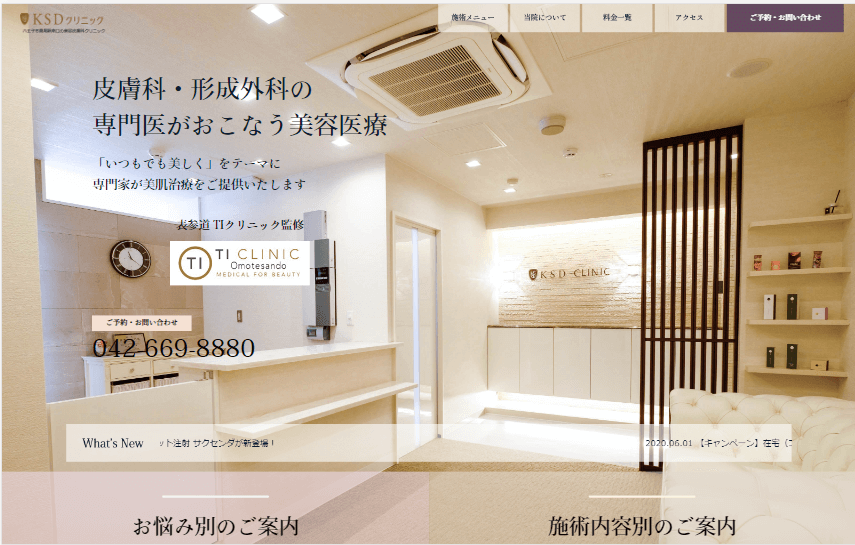 KSDクリニック
施術メニュー
当院について
料金一覧
アクセス
ご予約・お問い合わせ
皮膚科・形成外科の
専門医がおこなう美容医療
「いつもでも美しく」をテーマに
専門家が美肌治療をご提供いたします
表参道 TIクリニック監修
TI
TI CLINIC
Omotesando
MEDICAL FOR BEAUTY
KSD-CLINIC
ご予約・お問い合わせ
042-669-8880
What's New
ット注射 サクセンダが新登場！
2020.06.01 【キャンペーン】在宅（コ
お悩み別のご案内
施術内容別のご案内